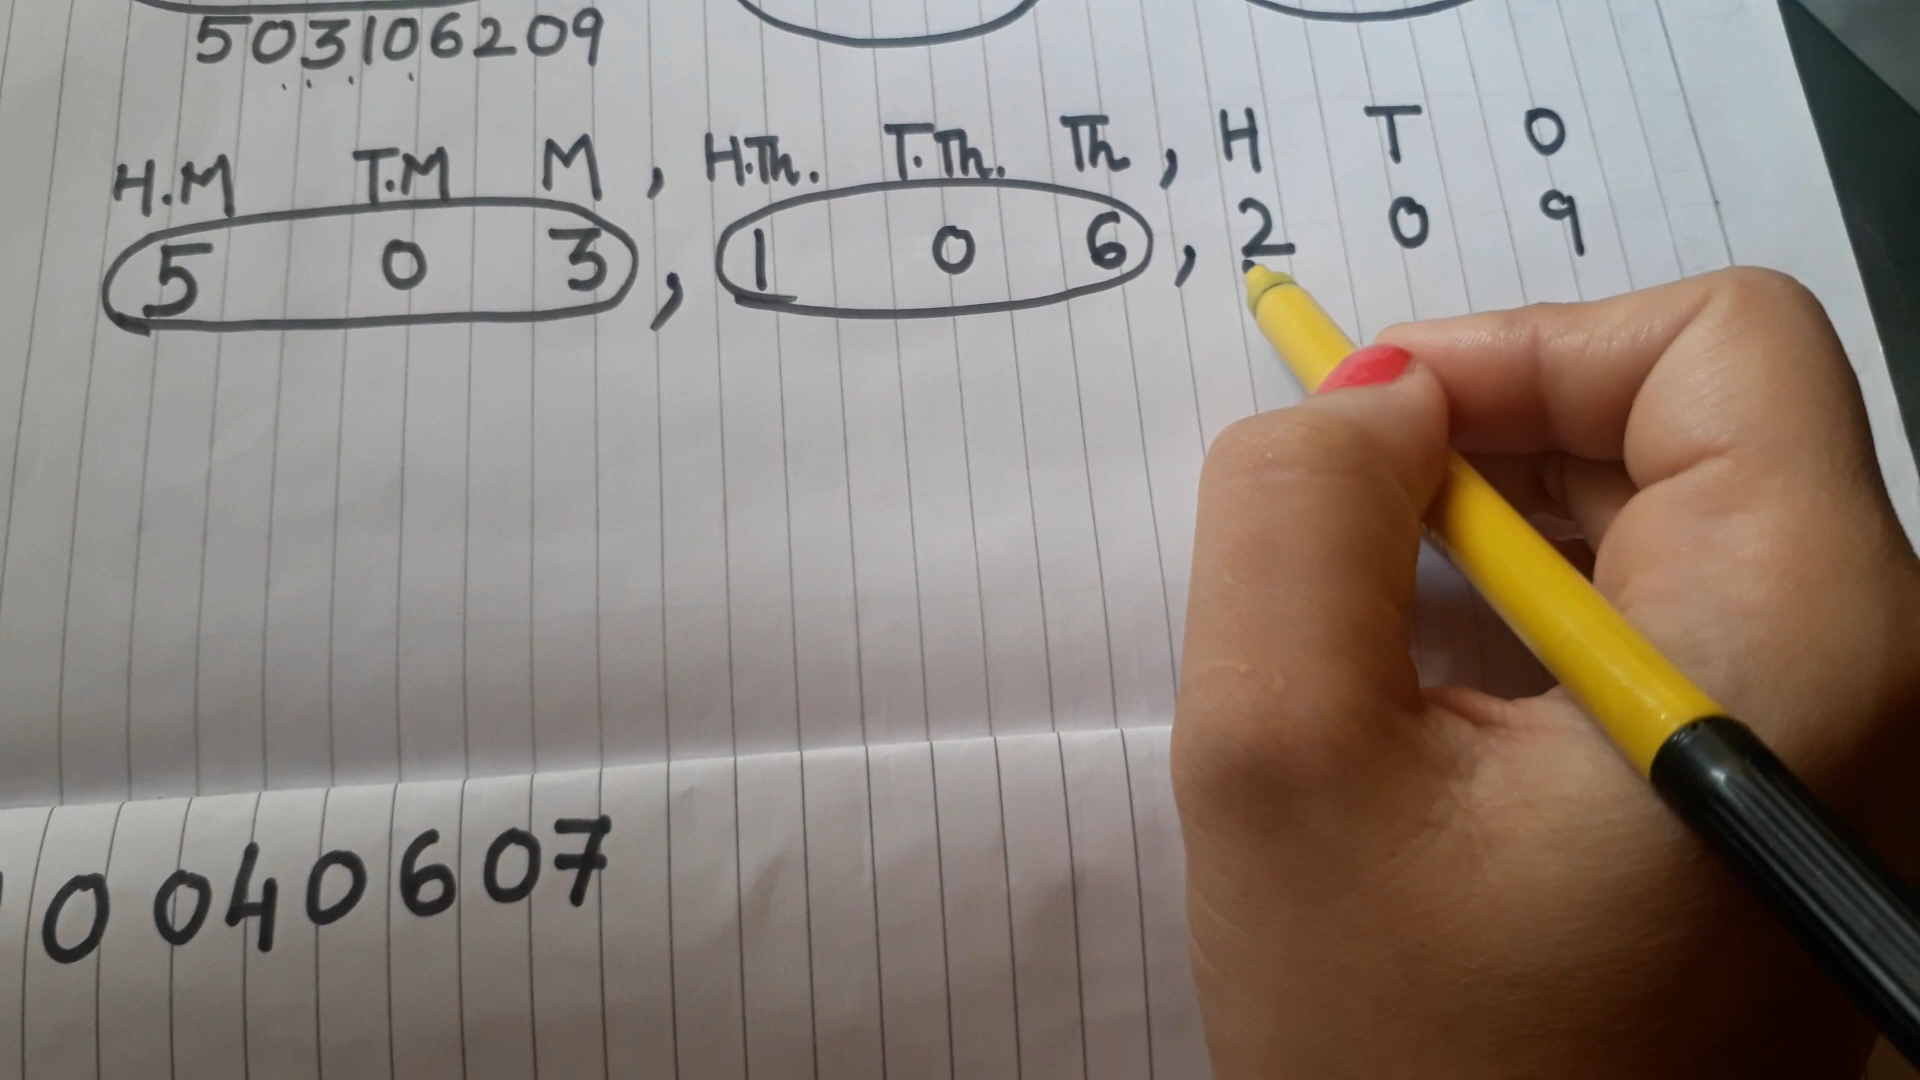 503106209
H.M T.M M , H.Th. T.Th. Th , H T O
5 0 3 , 1 0 6 , 2 0 9
0040607